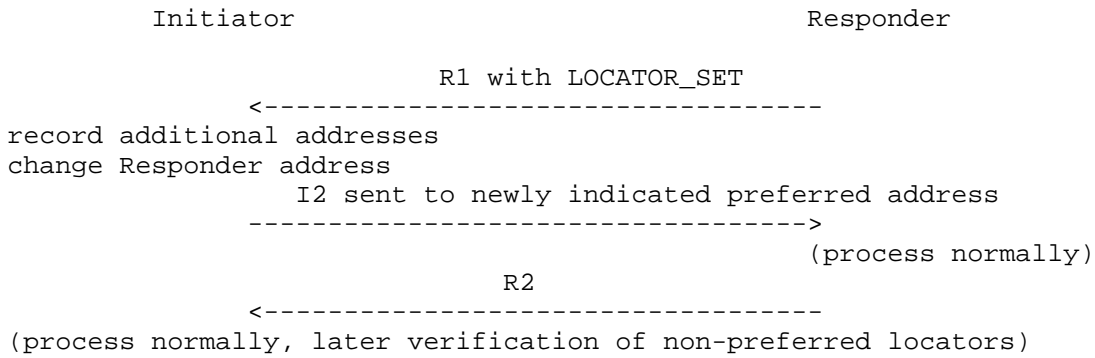 Initiator                                Responder
R1 with LOCATOR_SET
<-----------------------------------
record additional addresses
change Responder address
I2 sent to newly indicated preferred address
----------------------------------->
(process normally)
R2
<-----------------------------------
(process normally, later verification of non-preferred locators)